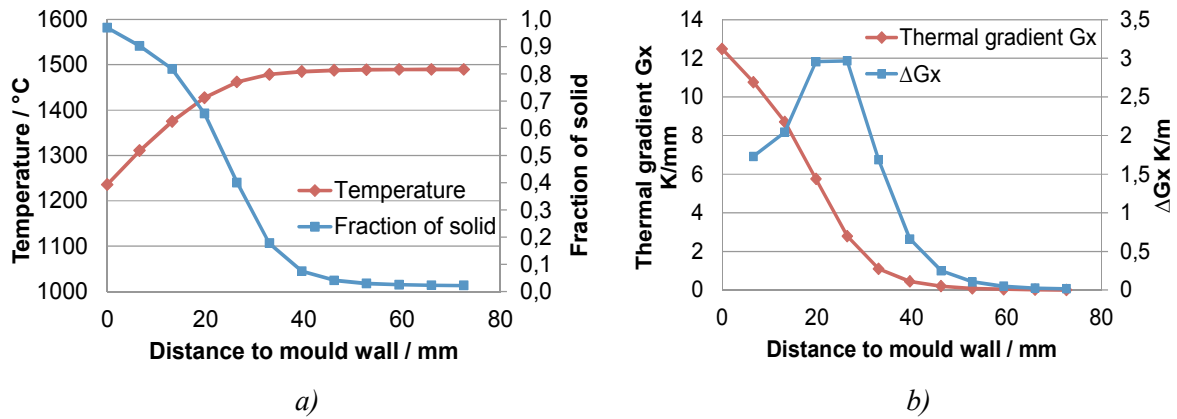 1600
1500
1400
1300
1200
1100
1000
Temperature / °C
1,0
0,9
0,8
0,7
0,6
0,5
0,4
0,3
0,2
0,1
0,0
Fraction of solid
Temperature
Fraction of solid
0 20 40 60 80
Distance to mould wall / mm
a)
14
12
10
8
6
4
2
0
Thermal gradient Gx
K/mm
3,5
3
2,5
2
1,5
1
0,5
0
ΔGx K/m
Thermal gradient Gx
ΔGx
0 20 40 60 80
Distance to mould wall / mm
b)